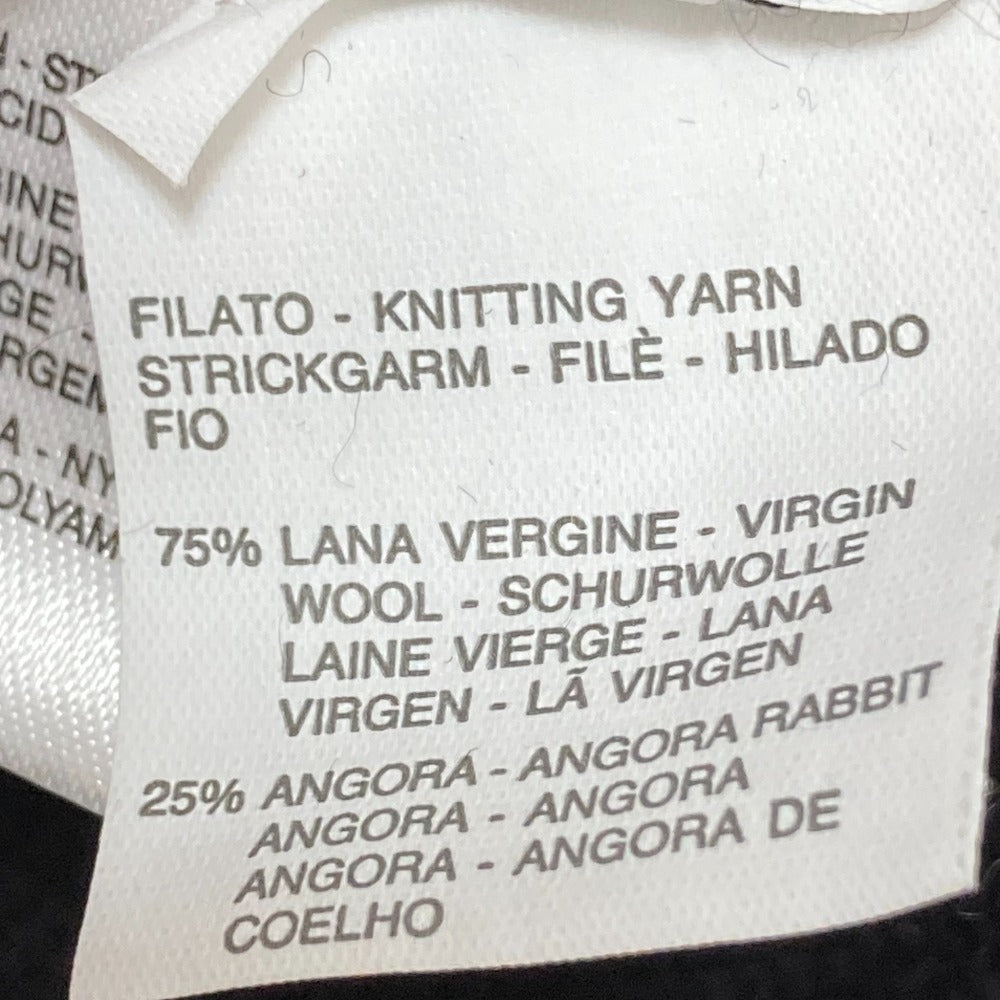 FILATO - KNITTING YARN
STRICKGARM - FILÈ - HILADO
FIO
75% LANA VERGINE - VIRGIN
WOOL - SCHURWOLLE
LAINE VIERGE - LANA
VIRGEN - LÃ VIRGEN
25% ANGORA - ANGORA RABBIT
ANGORA - ANGORA
ANGORA - ANGORA DE
COELHO